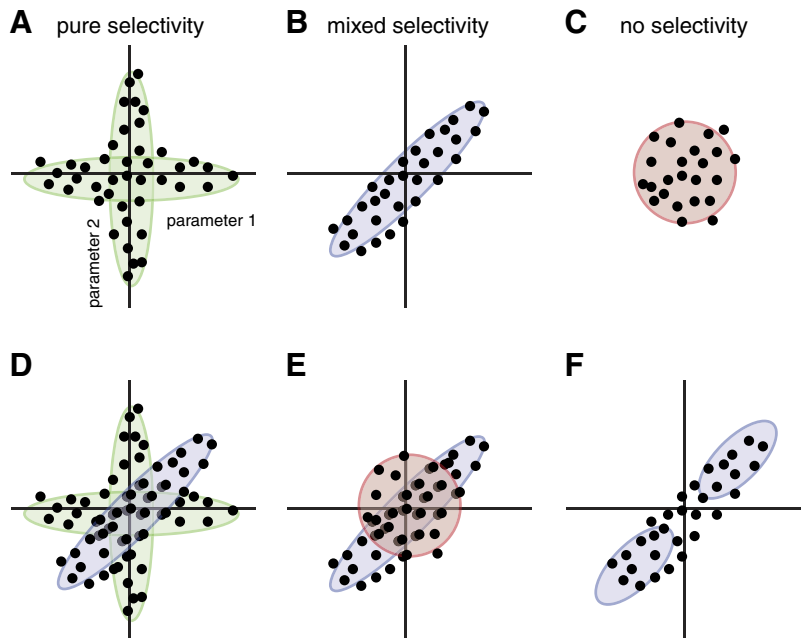 A
pure selectivity
B
mixed selectivity
C
no selectivity
parameter 1
parameter 2
D
E
F